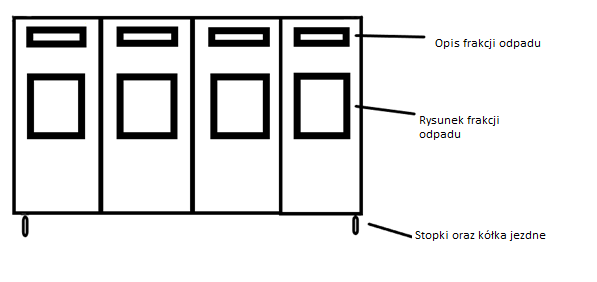 Opis frakcji odpadu
Rysunek frakcji
odpadu
Stopki oraz kółka jezdne